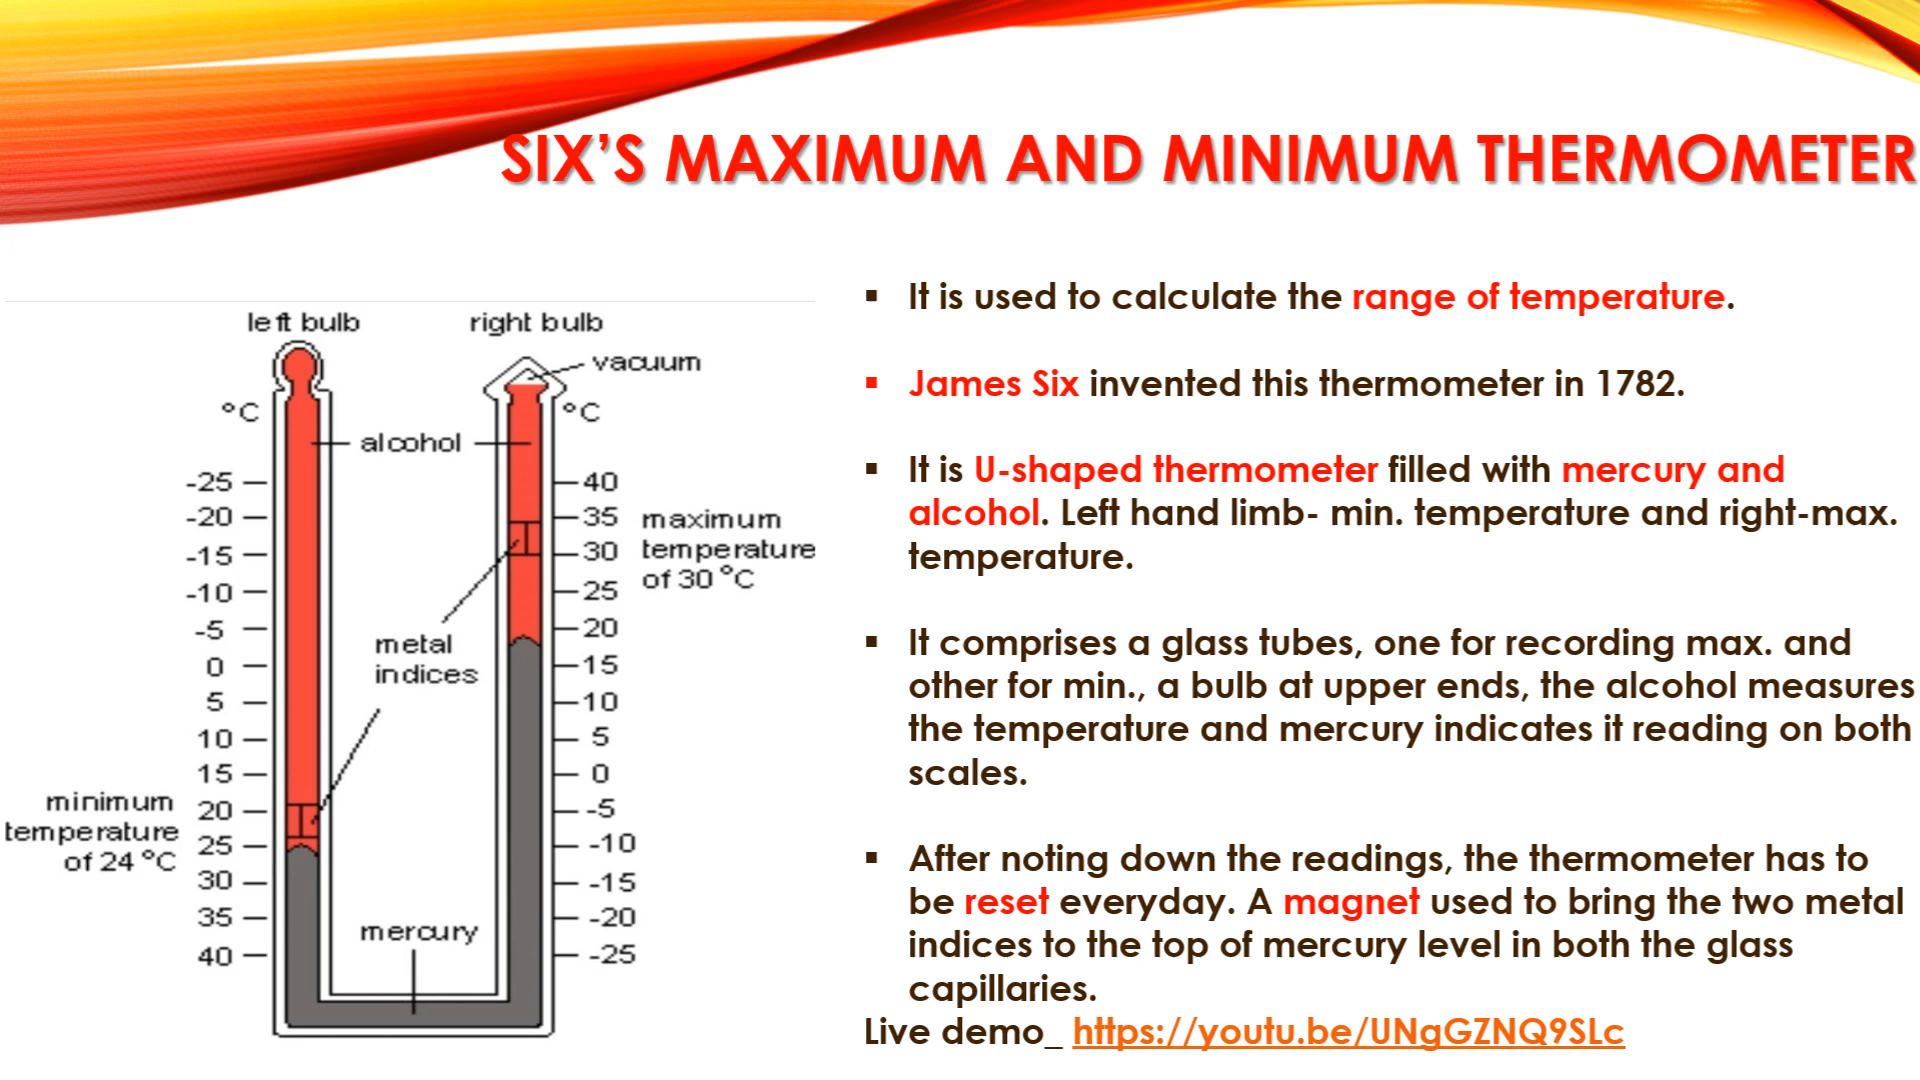 SIX'S MAXIMUM AND MINIMUM THERMOMETER
left bulb
right bulb
vacuum
°C
°C
alcohol
-25
-20
-15
-10
-5
0
5
10
15
20
25
30
35
40
40
35
30
25
20
15
10
5
0
-5
-10
-15
-20
-25
maximum
temperature
of 30 °C
metal
indices
minimum
temperature
of 24 °C
mercury
▪ It is used to calculate the range of temperature.
▪ James Six invented this thermometer in 1782.
▪ It is U-shaped thermometer filled with mercury and
alcohol. Left hand limb- min. temperature and right-max.
temperature.
▪ It comprises a glass tubes, one for recording max. and
other for min., a bulb at upper ends, the alcohol measures
the temperature and mercury indicates it reading on both
scales.
▪ After noting down the readings, the thermometer has to
be reset everyday. A magnet used to bring the two metal
indices to the top of mercury level in both the glass
capillaries.
Live demo_ https://youtu.be/UNgGZNQ9SLc